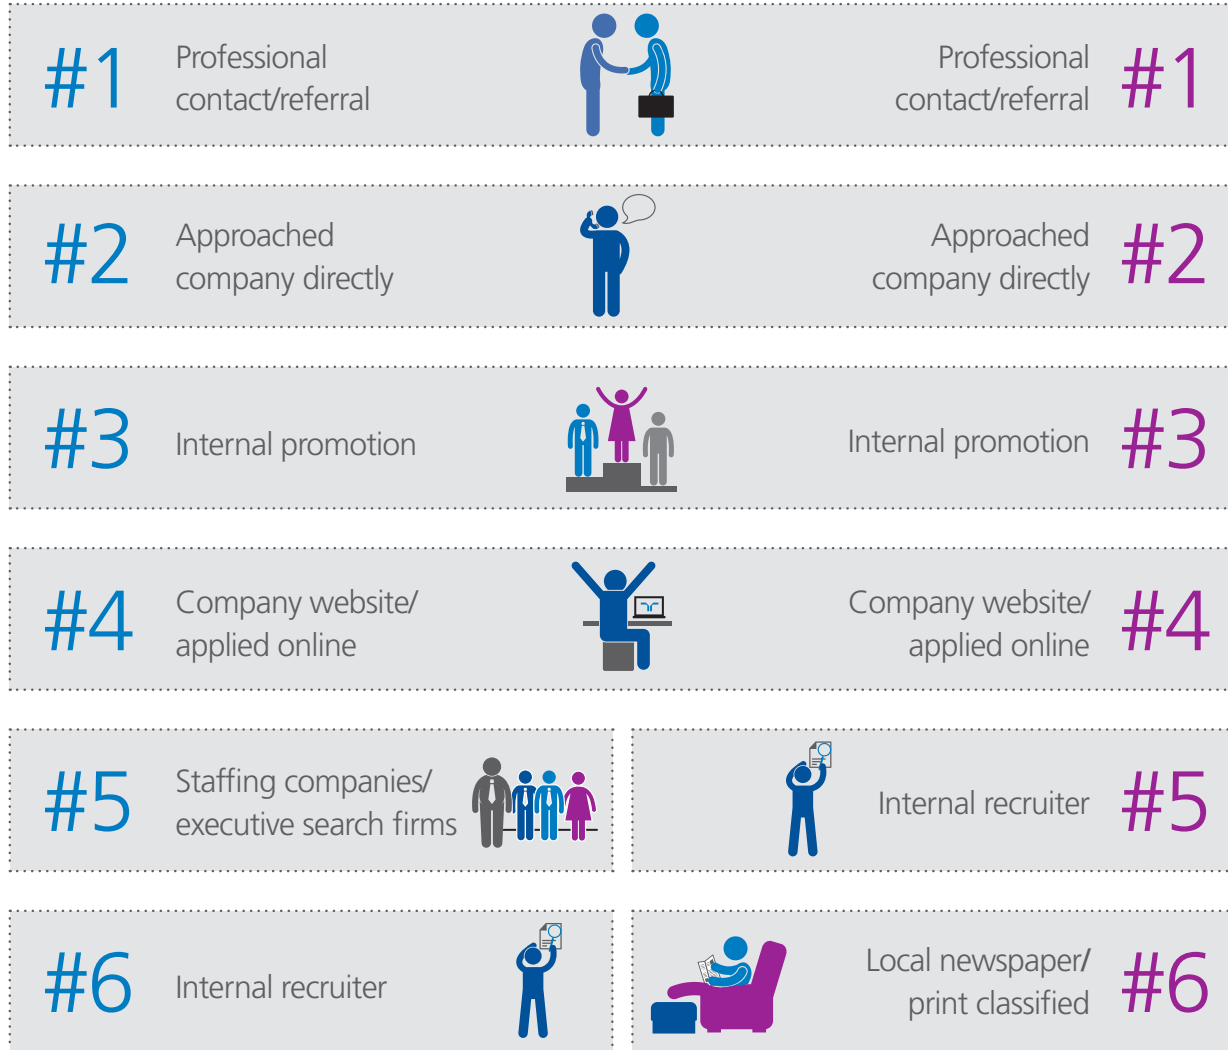 #1
Professional
contact/referral
Professional
contact/referral
#1
#2
Approached
company directly
Approached
company directly
#2
#3
Internal promotion
Internal promotion
#3
#4
Company website/
applied online
Company website/
applied online
#4
#5
Staffing companies/
executive search firms
Internal recruiter
#5
#6
Internal recruiter
Local newspaper/
print classified
#6